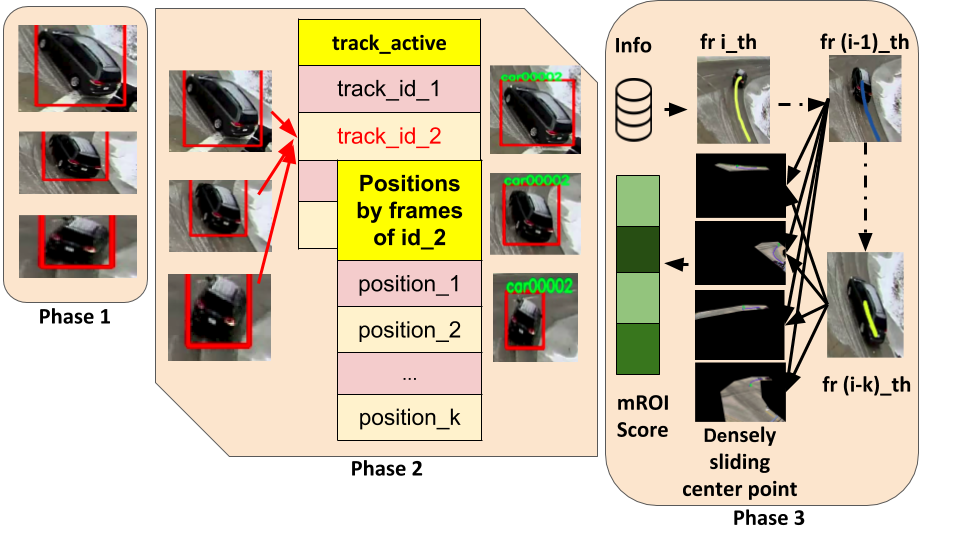 Phase 1
track_active
track_id_1
track_id_2
Positions
by frames
of id_2
position_1
position_2
...
position_k
car00002
car00002
car00002
Phase 2
Info
fr i_th
fr (i-1)_th
fr (i-k)_th
mROI
Score
Densely
sliding
center point
Phase 3